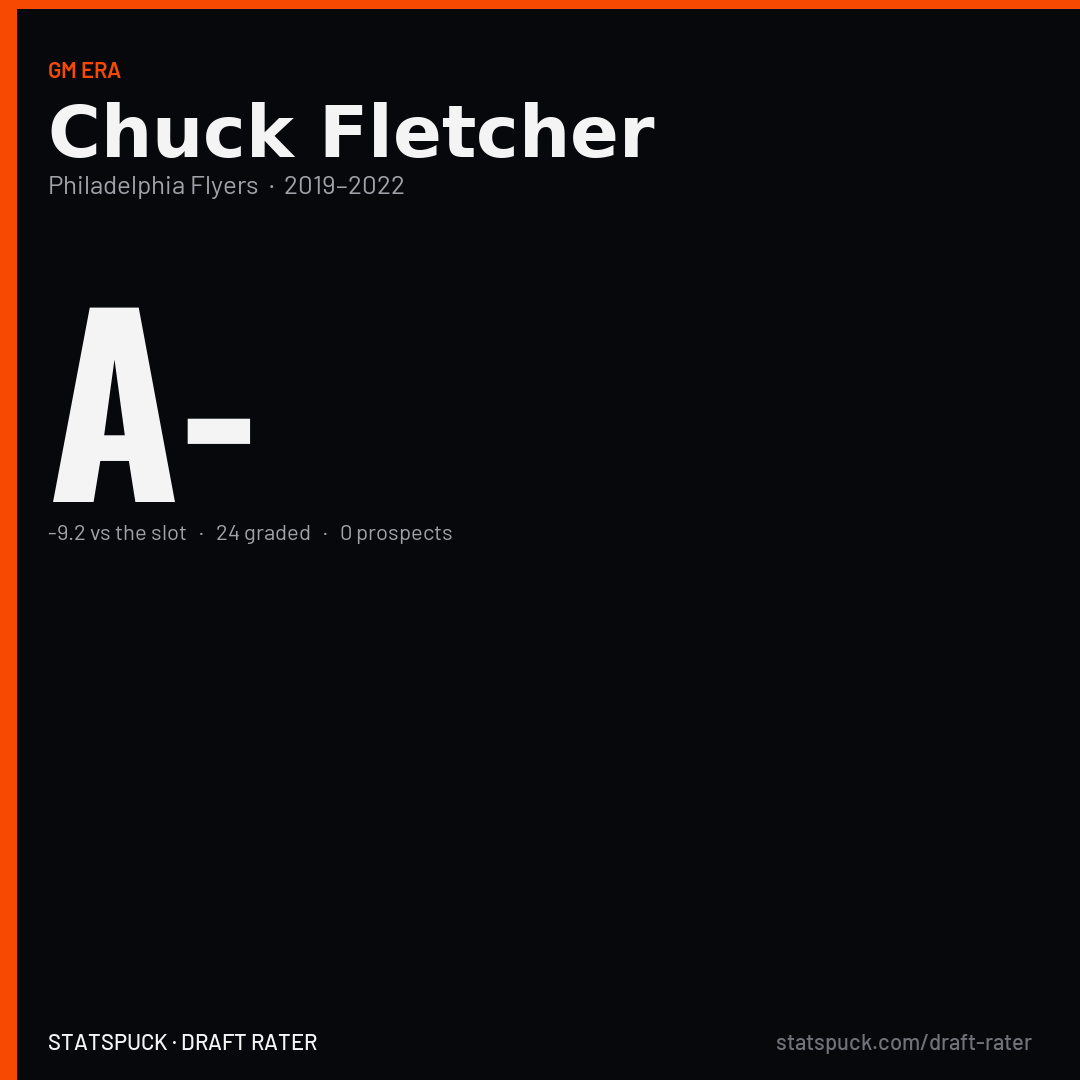 GM ERA
Chuck Fletcher
Philadelphia Flyers · 2019–2022
A-
-9.2 vs the slot · 24 graded · 0 prospects
STATSPUCK · DRAFT RATER
statspuck.com/draft-rater